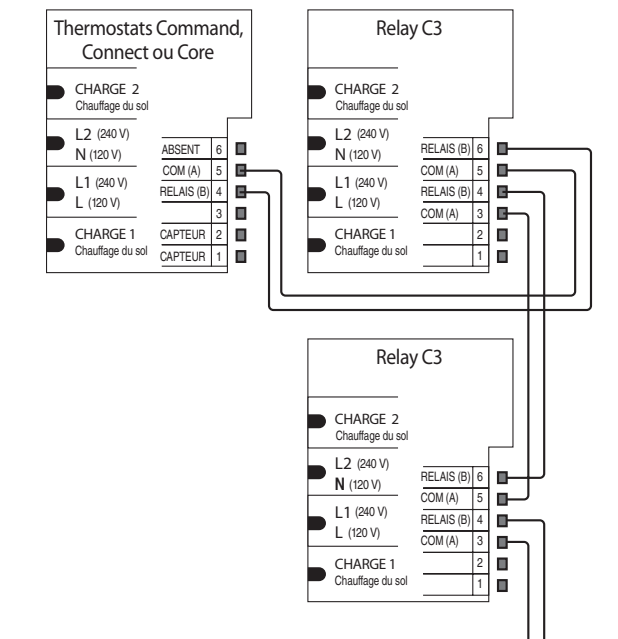 Thermostats Command,
Connect ou Core
CHARGE 2
Chauffage du sol
L2 (240 V)
N (120 V)
L1 (240 V)
L (120 V)
CHARGE 1
Chauffage du sol
ABSENT 6
COM (A) 5
RELAIS (B) 4
3
CAPTEUR 2
CAPTEUR 1
Relay C3
CHARGE 2
Chauffage du sol
L2 (240 V)
N (120 V)
L1 (240 V)
L (120 V)
CHARGE 1
Chauffage du sol
RELAIS (B) 6
COM (A) 5
RELAIS (B) 4
COM (A) 3
2
1
Relay C3
CHARGE 2
Chauffage du sol
L2 (240 V)
N (120 V)
L1 (240 V)
L (120 V)
CHARGE 1
Chauffage du sol
RELAIS (B) 6
COM (A) 5
RELAIS (B) 4
COM (A) 3
2
1